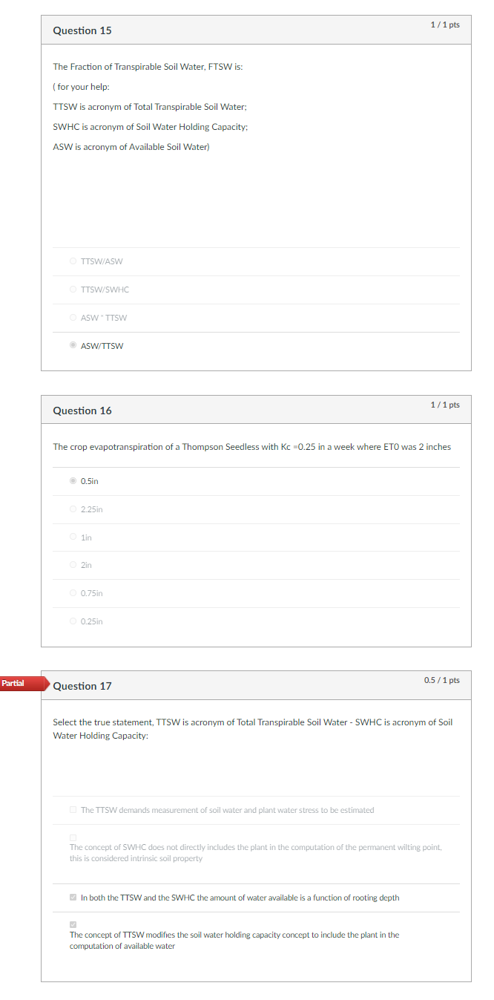 Question 15
1 / 1 pts
The Fraction of Transpirable Soil Water, FTSW is:
( for your help:
TTSW is acronym of Total Transpirable Soil Water;
SWHC is acronym of Soil Water Holding Capacity;
ASW is acronym of Available Soil Water)
TTSW/ASW
TTSW/SWHC
ASW * TTSW
ASW/TTSW
Question 16
1 / 1 pts
The crop evapotranspiration of a Thompson Seedless with Kc =0.25 in a week where ET0 was 2 inches
0.5in
2.25in
1in
2in
0.75in
0.25in
Partial
Question 17
0.5 / 1 pts
Select the true statement, TTSW is acronym of Total Transpirable Soil Water - SWHC is acronym of Soil
Water Holding Capacity:
The TTSW demands measurement of soil water and plant water stress to be estimated
The concept of SWHC does not directly includes the plant in the computation of the permanent wilting point,
this is considered intrinsic soil property
In both the TTSW and the SWHC the amount of water available is a function of rooting depth
The concept of TTSW modifies the soil water holding capacity concept to include the plant in the
computation of available water